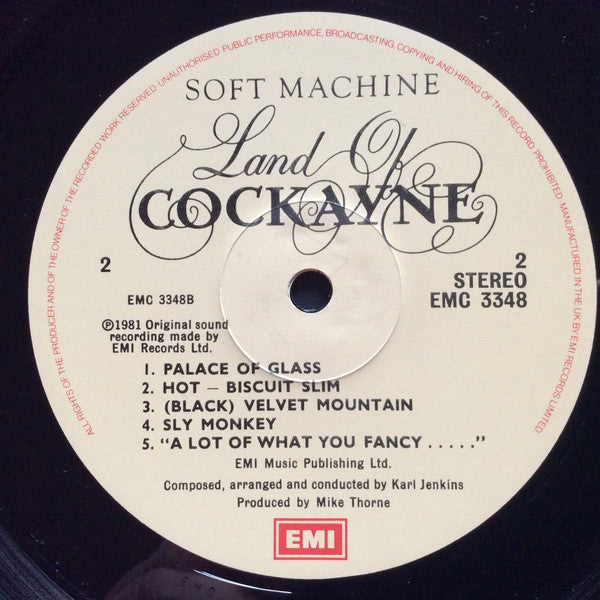 ALL RIGHTS OF THE PRODUCER AND OF THE OWNER OF THE RECORDED WORK RESERVED. UNAUTHORISED PUBLIC PERFORMANCE, BROADCASTING, COPYING AND HIRING OF THIS RECORD PROHIBITED. MANUFACTURED IN THE UK BY EMI RECORDS LIMITED
SOFT MACHINE
Land Of
COCKAYNE
2
2
STEREO
EMC 3348B
EMC 3348
℗1981 Original sound
recording made by
EMI Records Ltd.
1. PALACE OF GLASS
2. HOT – BISCUIT SLIM
3. (BLACK) VELVET MOUNTAIN
4. SLY MONKEY
5. "A LOT OF WHAT YOU FANCY....."
EMI Music Publishing Ltd.
Composed, arranged and conducted by Karl Jenkins
Produced by Mike Thorne
EMI